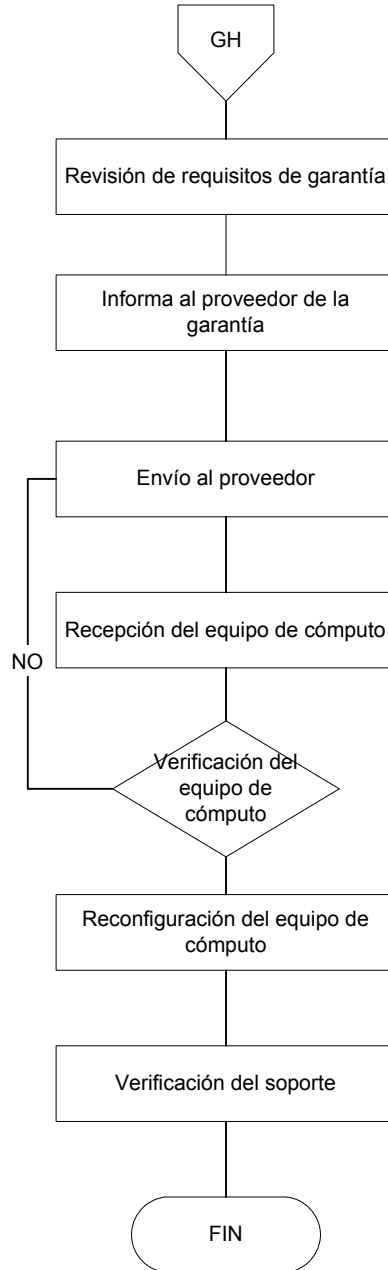 GH
Revisión de requisitos de garantía
Informa al proveedor de la
garantía
Envío al proveedor
Recepción del equipo de cómputo
NO
Verificación del
equipo de
cómputo
Reconfiguración del equipo de
cómputo
Verificación del soporte
FIN